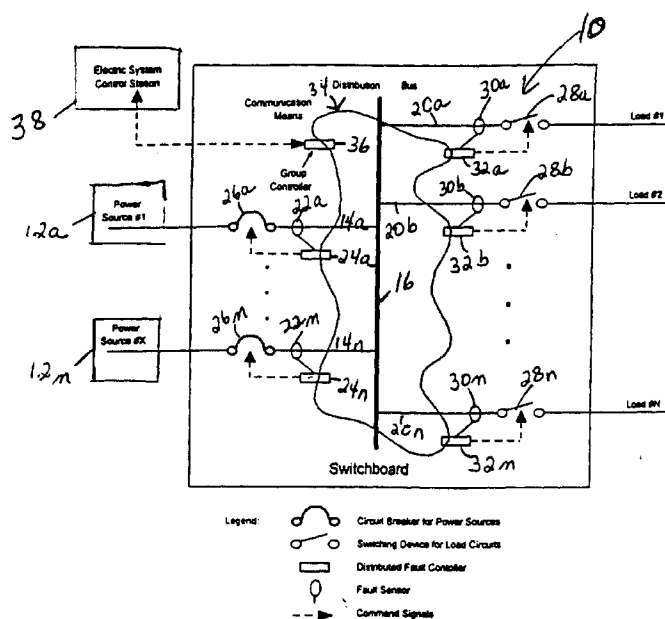 10
Electric System
Control Station
38
Communication
Means
34
Distribution
Bus
36
Group
Controller
20a
30a
28a
Load #1
32a
30b
28b
Load #2
20b
32b
Power
Source #1
12a
26a
22a
14a
24a
16
Power
Source #X
12n
26n
22n
14n
24n
30n
28n
Load #N
20n
32n
Switchboard
Legend:
Circuit Breaker for Power Sources
Switching Device for Load Circuits
Distributed Fault Controller
Fault Sensor
Command Signals